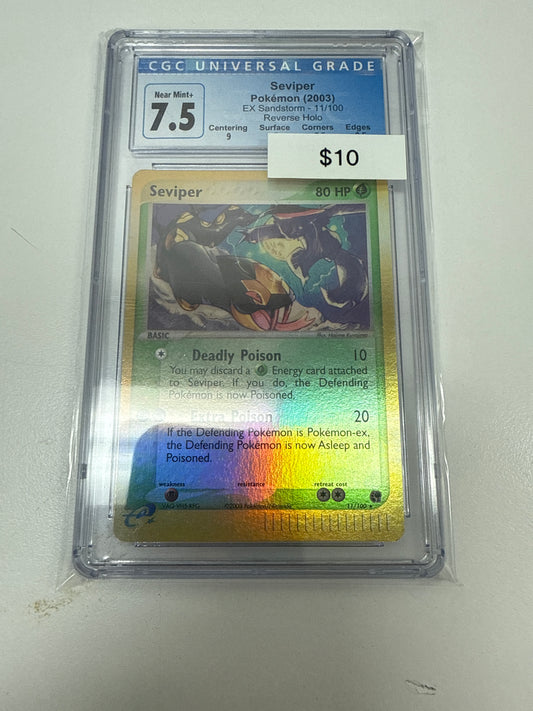 CGC UNIVERSAL GRADE
Near Mint+
7.5
Seviper
Pokémon (2003)
EX Sandstorm - 11/100
Reverse Holo
Centering Surface Corners Edges
9
$10
Seviper 80 HP
BASIC
Deadly Poison 10
You may discard a Energy card attached
to Seviper. If you do, the Defending
Pokémon is now Poisoned.
Extra Poison 20
If the Defending Pokémon is Pokémon-ex,
the Defending Pokémon is now Asleep and
Poisoned.
weakness resistance retreat cost
11/100